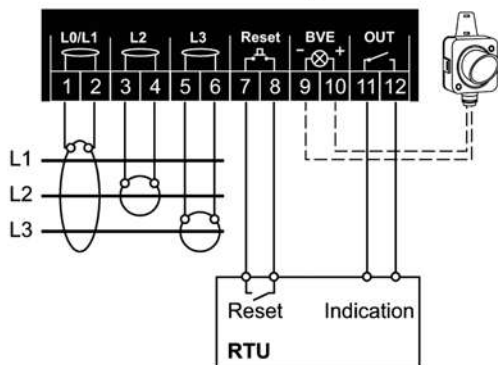 L0/L1 L2 L3 Reset BVE OUT
− +
1 2 3 4 5 6 7 8 9 10 11 12
L1
L2
L3
Reset Indication
RTU